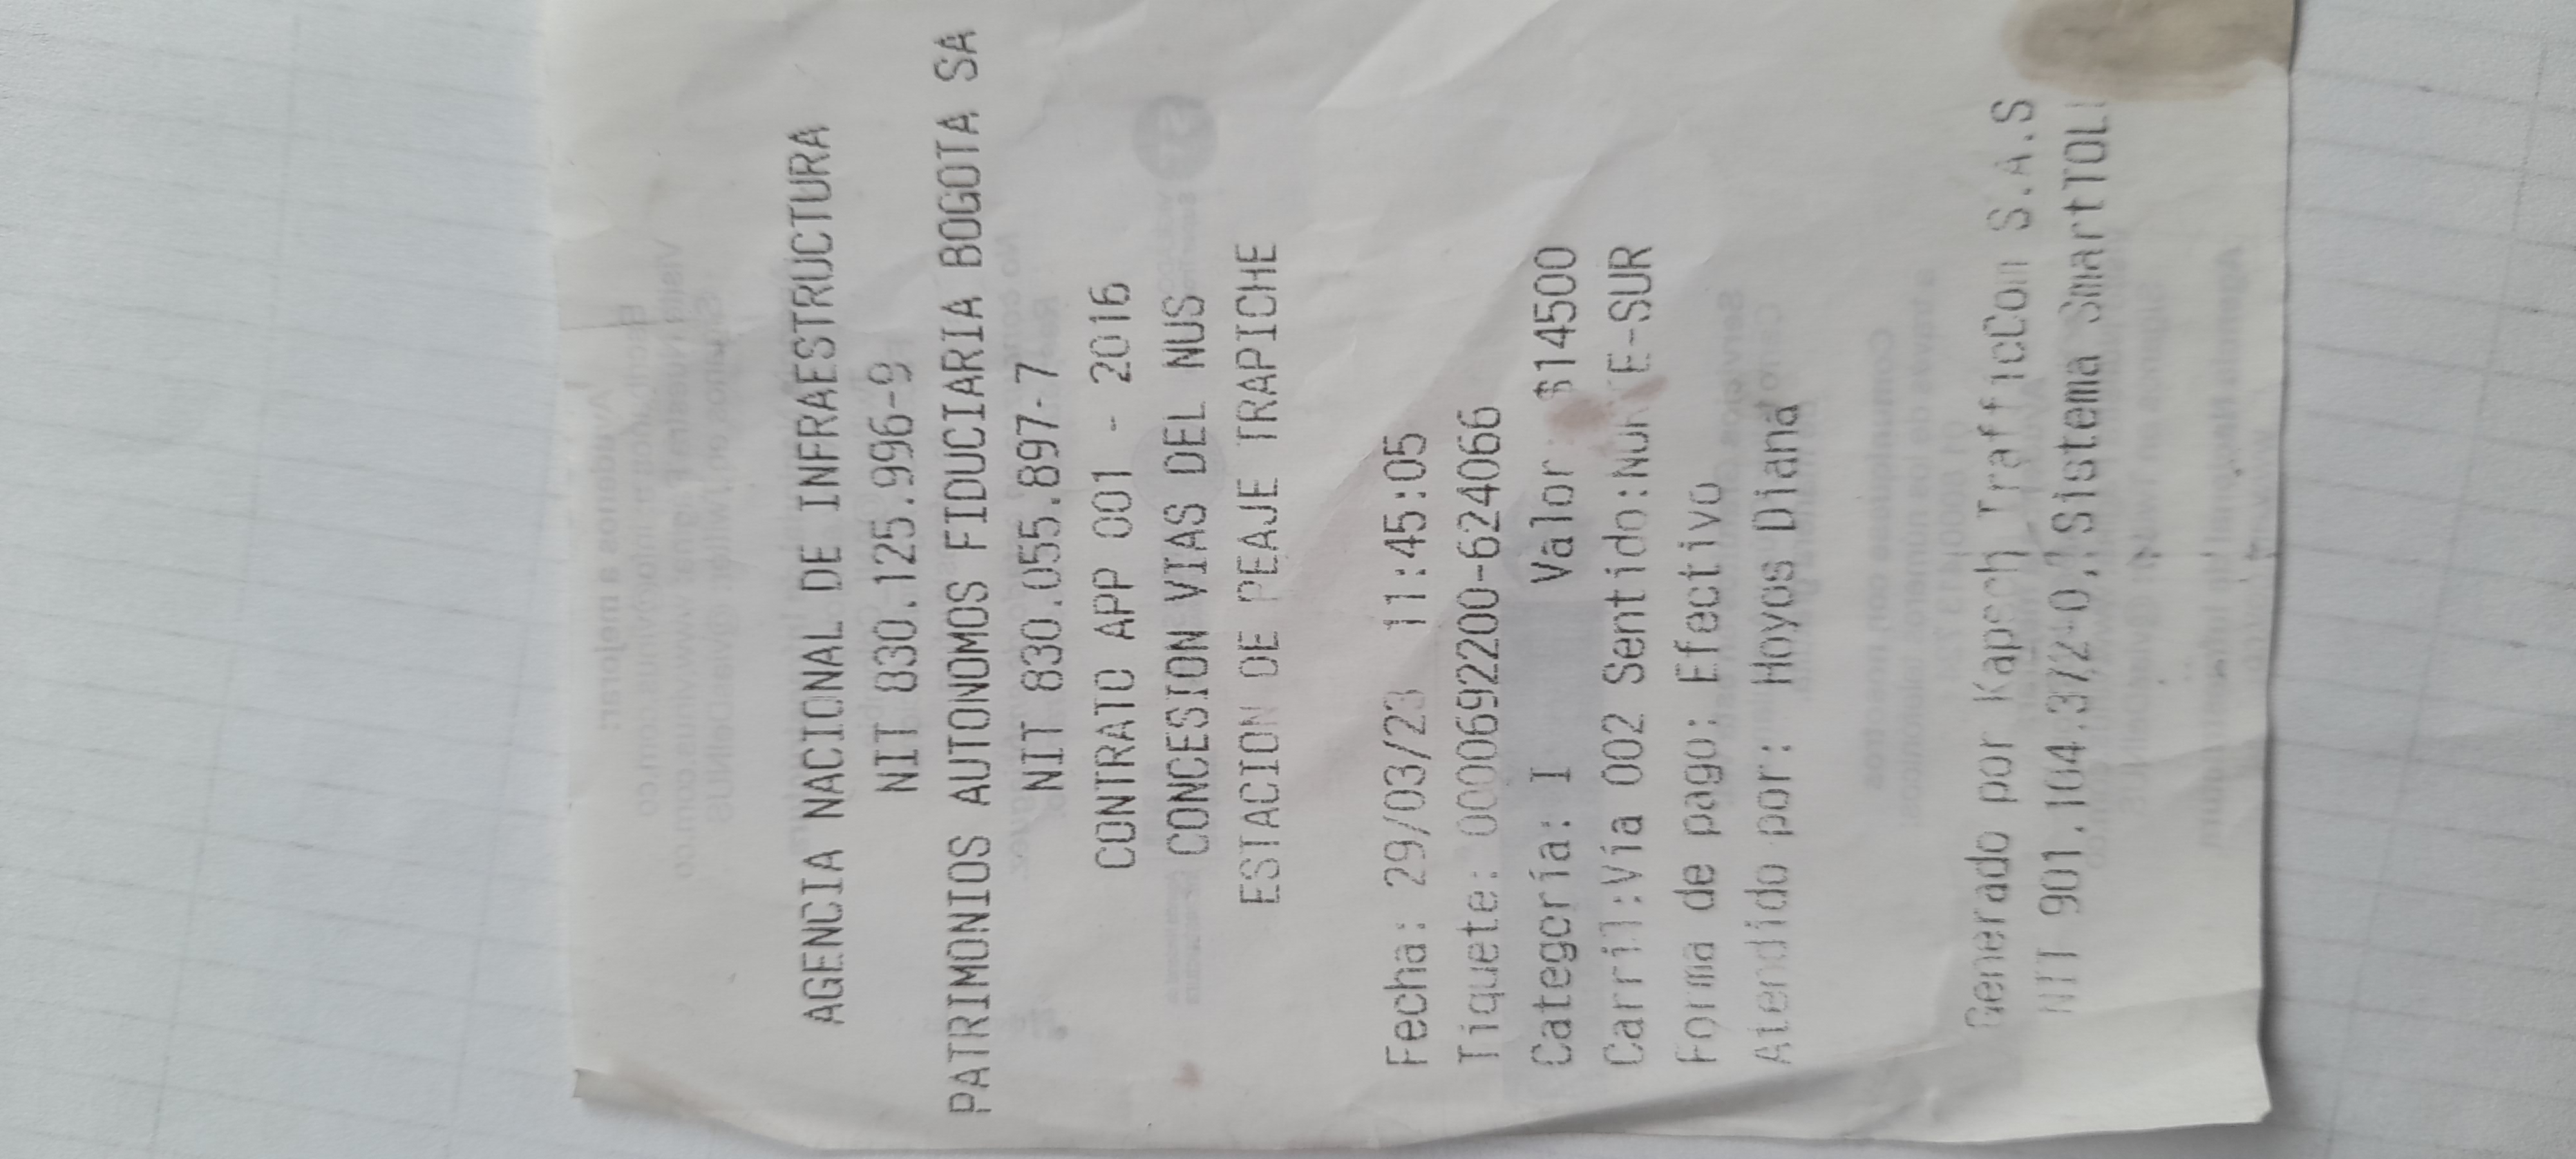 AGENCIA NACIONAL DE INFRAESTRUCTURA
NIT 830.125.996-9
PATRIMONIOS AUTONOMOS FIDUCIARIA BOGOTA SA
NIT 830.055.897-7
CONTRATO APP 001 - 2016
CONCESION VIAS DEL NUS
ESTACION DE PEAJE TRAPICHE
Fecha: 29/03/23 11:45:05
Tiquete: 0000692200-624066
Categoría: I Valor: $14500
Carril:Vía 002 Sentido:NORTE-SUR
Forma de pago: Efectivo
Atendido por: Hoyos Diana
Generado por Kapsch TrafficCom S.A.S
NIT 901.104.372-0, Sistema SmartTOLL